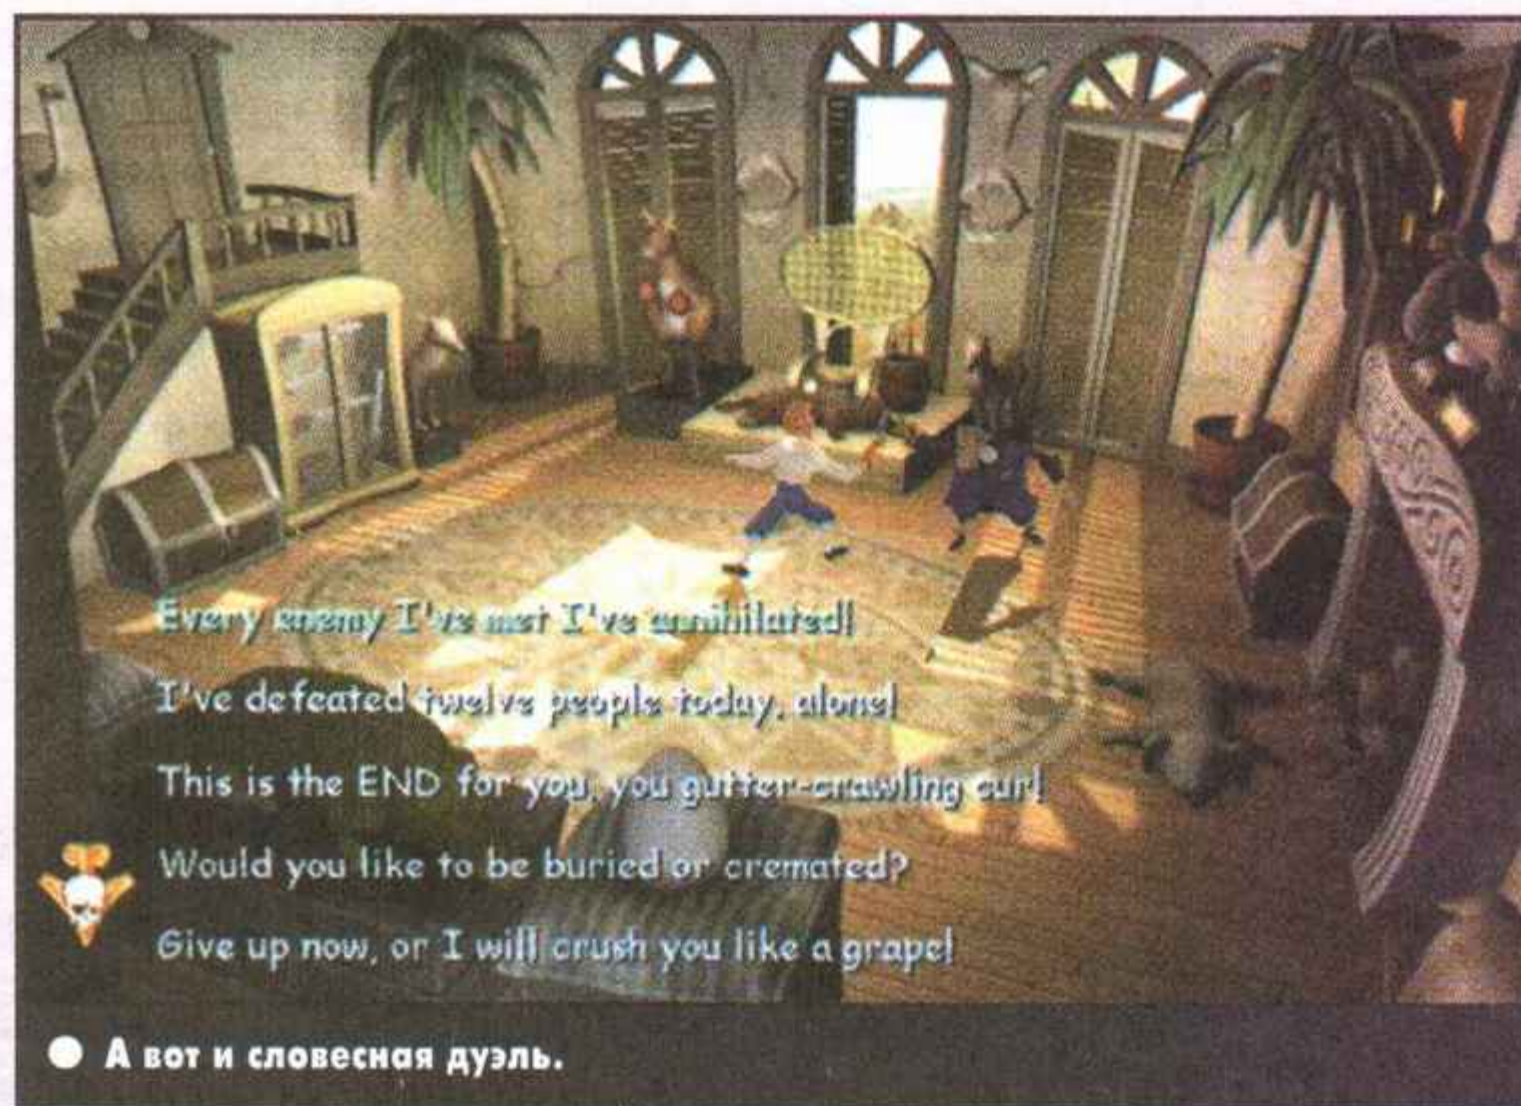 Every enemy I've met I've annihilated!
I've defeated twelve people today, alone!
This is the END for you, you gutter-crawling cur!
Would you like to be buried or cremated?
Give up now, or I will crush you like a grape!
А вот и словесная дуэль.